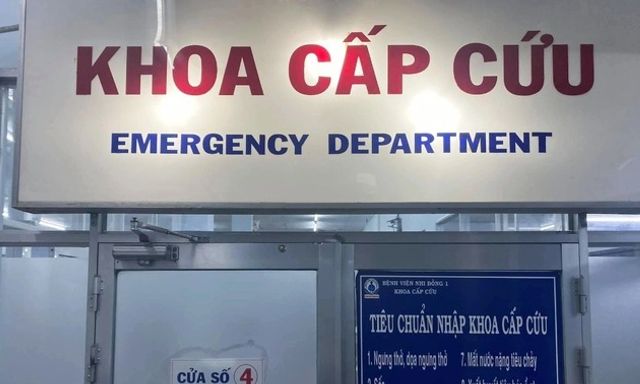 KHOA CẤP CỨU
EMERGENCY DEPARTMENT
BỆNH VIỆN NHI ĐỒNG 1
KHOA CẤP CỨU
TIÊU CHUẨN NHẬP KHOA CẤP CỨU
1. Ngưng thở, dọa ngưng thở 7. Mất nước nặng tiêu chảy
CỬA SỐ 4